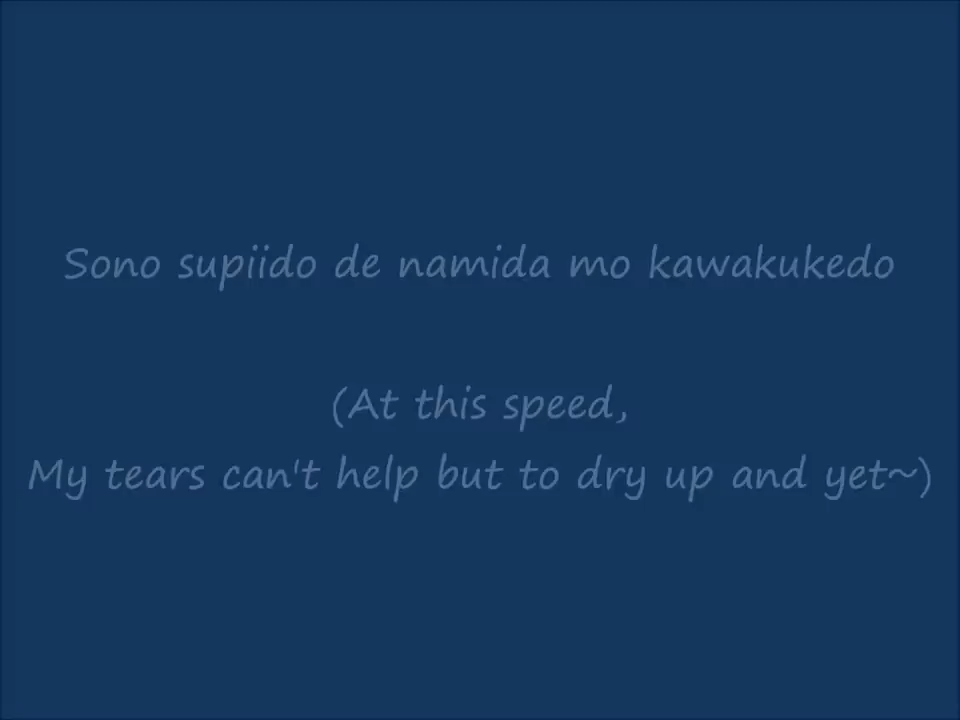 Sono supiido de namida mo kawakukedo
(At this speed,
My tears can't help but to dry up and yet~)